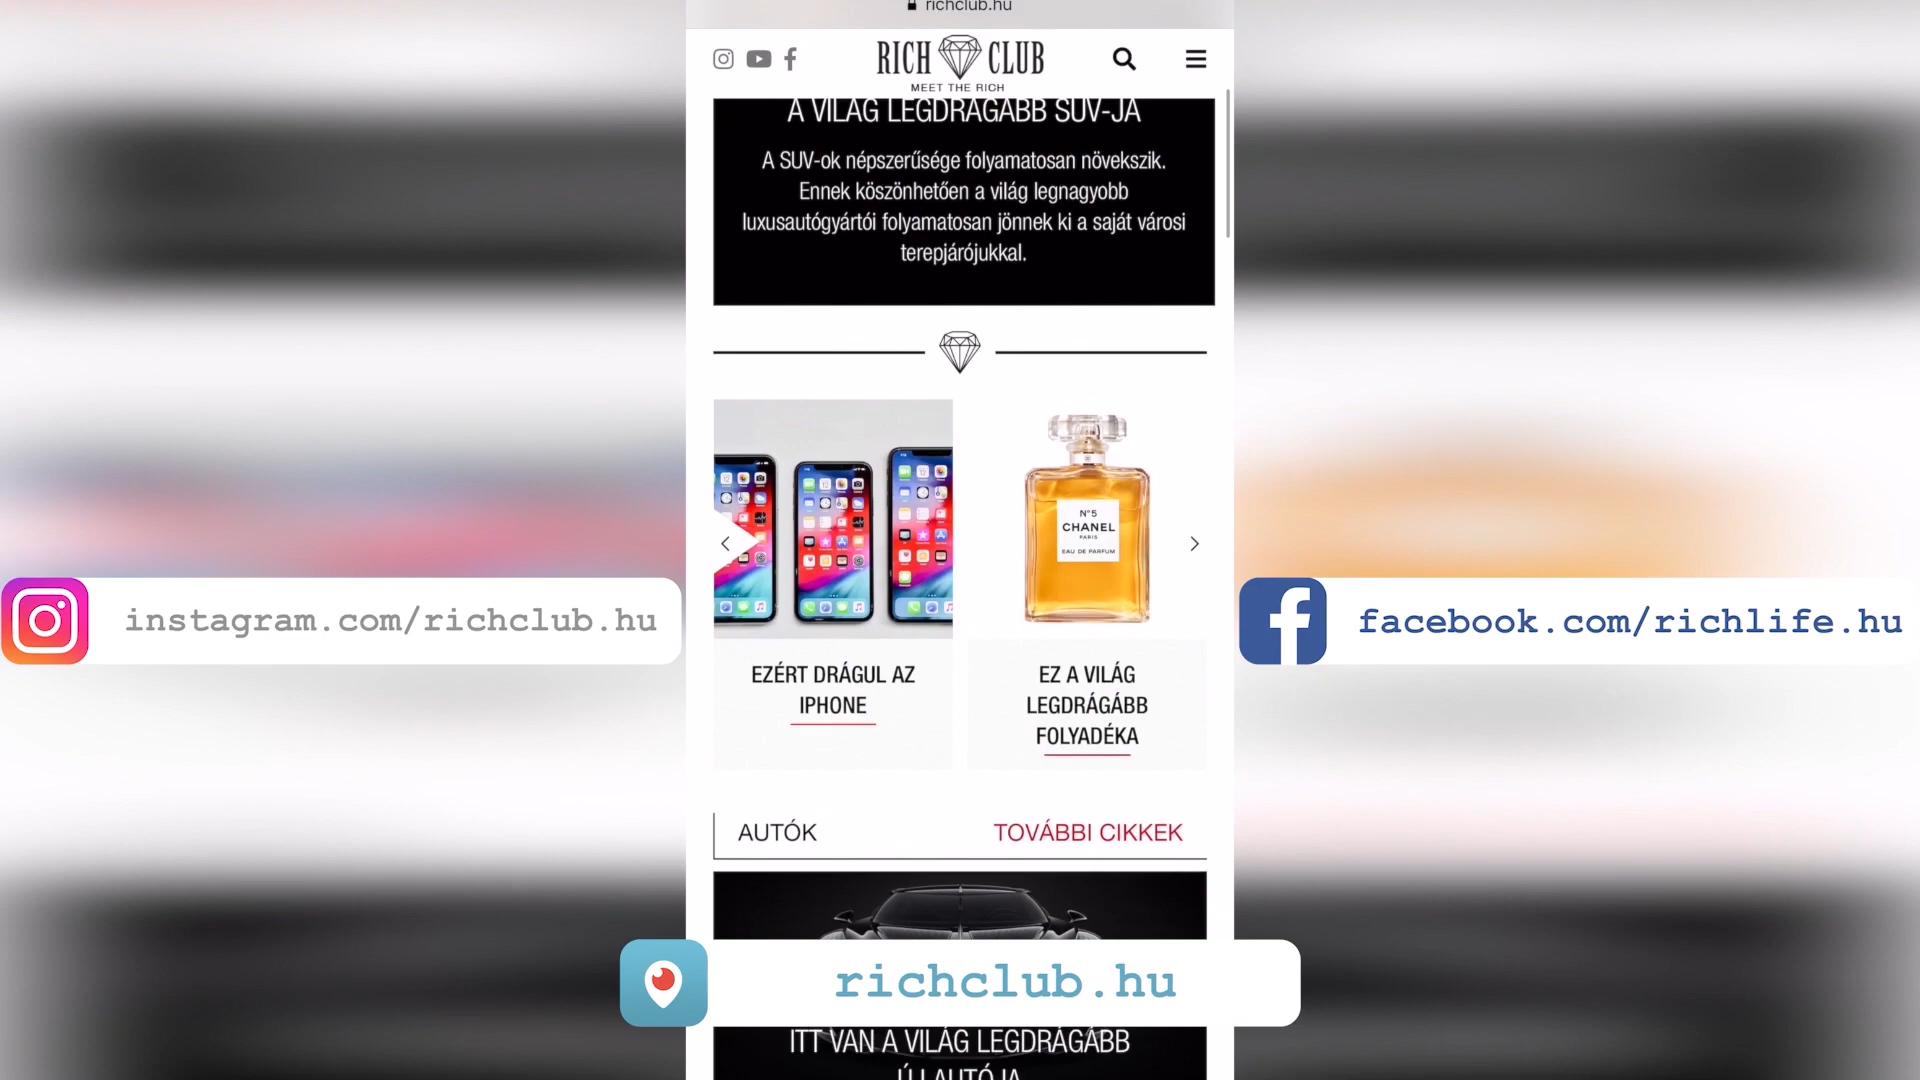 richclub.hu
RICH CLUB
MEET THE RICH
A VILÁG LEGDRÁGÁBB SUV-JA
A SUV-ok népszerűsége folyamatosan növekszik.
Ennek köszönhetően a világ legnagyobb
luxusautógyártói folyamatosan jönnek ki a saját városi
terepjárójukkal.
N°5
CHANEL
PARIS
EAU DE PARFUM
EZÉRT DRÁGUL AZ
IPHONE
EZ A VILÁG
LEGDRÁGÁBB
FOLYADÉKA
instagram.com/richclub.hu
facebook.com/richlife.hu
AUTÓK
TOVÁBBI CIKKEK
richclub.hu
ITT VAN A VILÁG LEGDRÁGÁBB
ÚJ AUTÓJA